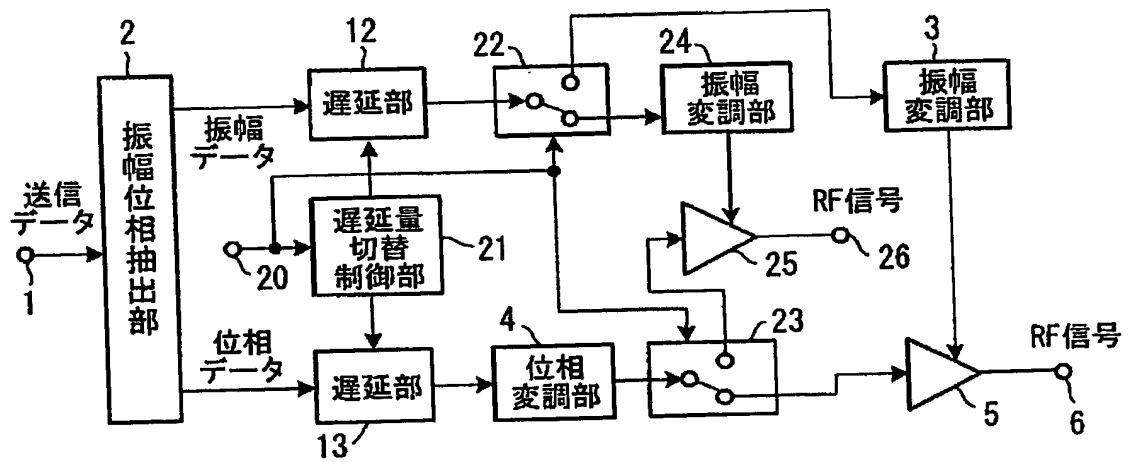 2
12
22
24
3
遅延部
振幅
変調部
振幅
変調部
振幅
データ
振幅位相抽出部
送信
データ
1
20
遅延量
切替
制御部
21
RF信号
25
26
位相
データ
遅延部
13
4
位相
変調部
23
RF信号
5
6